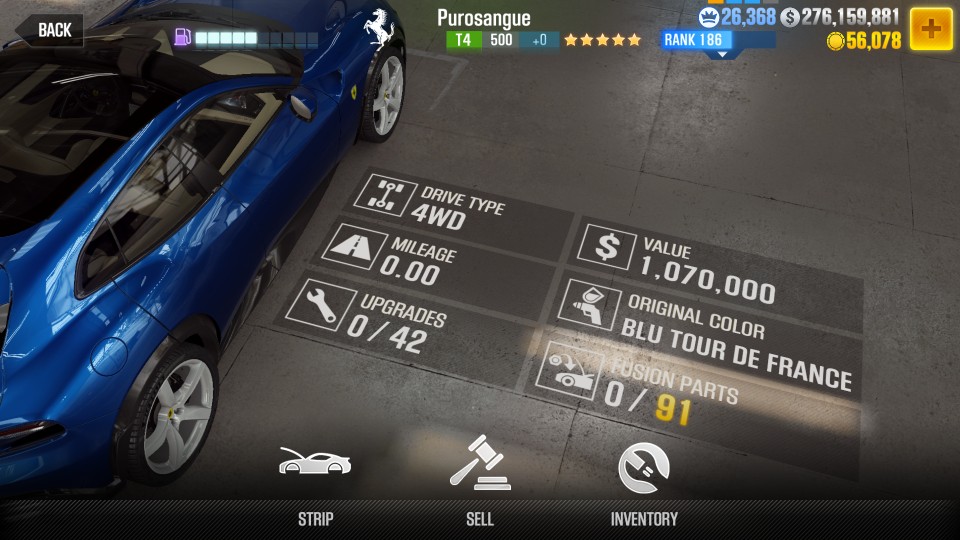 BACK
Purosangue
T4 500 +0
26,368
$ 276,159,881
RANK 186
56,078
+
DRIVE TYPE
4WD
MILEAGE
0.00
UPGRADES
0 / 42
$
VALUE
1,070,000
ORIGINAL COLOR
BLU TOUR DE FRANCE
FUSION PARTS
0 / 91
STRIP
SELL
INVENTORY